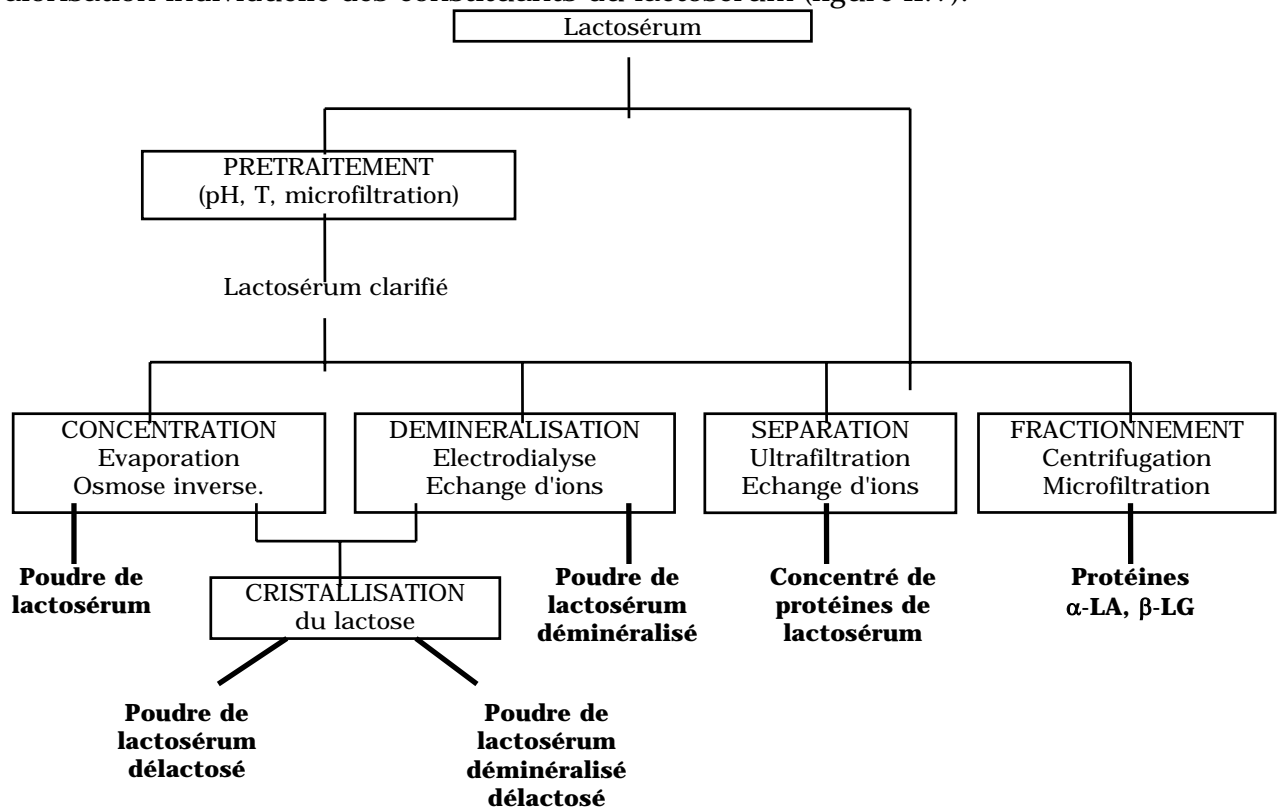 individuelle des constituants du lactosérum (figure II.7).
Lactosérum
PRETRAITEMENT
(pH, T, microfiltration)
Lactosérum clarifié
CONCENTRATION
Evaporation
Osmose inverse.
DEMINERALISATION
Electrodialyse
Echange d'ions
SEPARATION
Ultrafiltration
Echange d'ions
FRACTIONNEMENT
Centrifugation
Microfiltration
Poudre de
lactosérum
CRISTALLISATION
du lactose
Poudre de
lactosérum
déminéralisé
Concentré de
protéines de
lactosérum
Protéines
α-LA, β-LG
Poudre de
lactosérum
délactosé
Poudre de
lactosérum
déminéralisé
délactosé